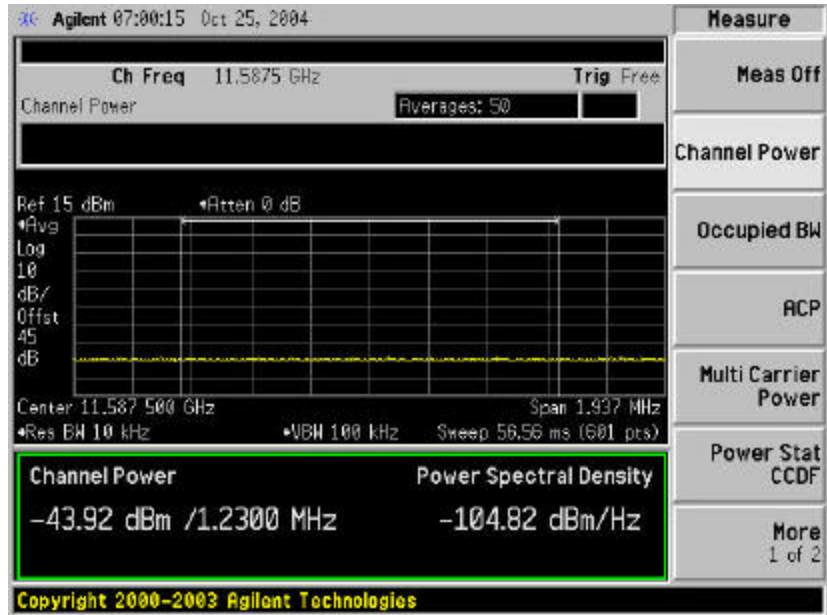 Agilent 07:00:15 Oct 25, 2004
Measure
Ch Freq 11.5875 GHz Trig Free
Channel Power Averages: 50
Meas Off
Channel Power
Occupied BW
ACP
Multi Carrier
Power
Power Stat
CCDF
More
1 of 2
Ref 15 dBm Atten 0 dB
Avg
Log
10
dB/
Offst
45
dB
Center 11.587 500 GHz Span 1.937 MHz
Res BW 10 kHz VBW 100 kHz Sweep 56.56 ms (601 pts)
Channel Power Power Spectral Density
-43.92 dBm /1.2300 MHz -104.82 dBm/Hz
Copyright 2000-2003 Agilent Technologies